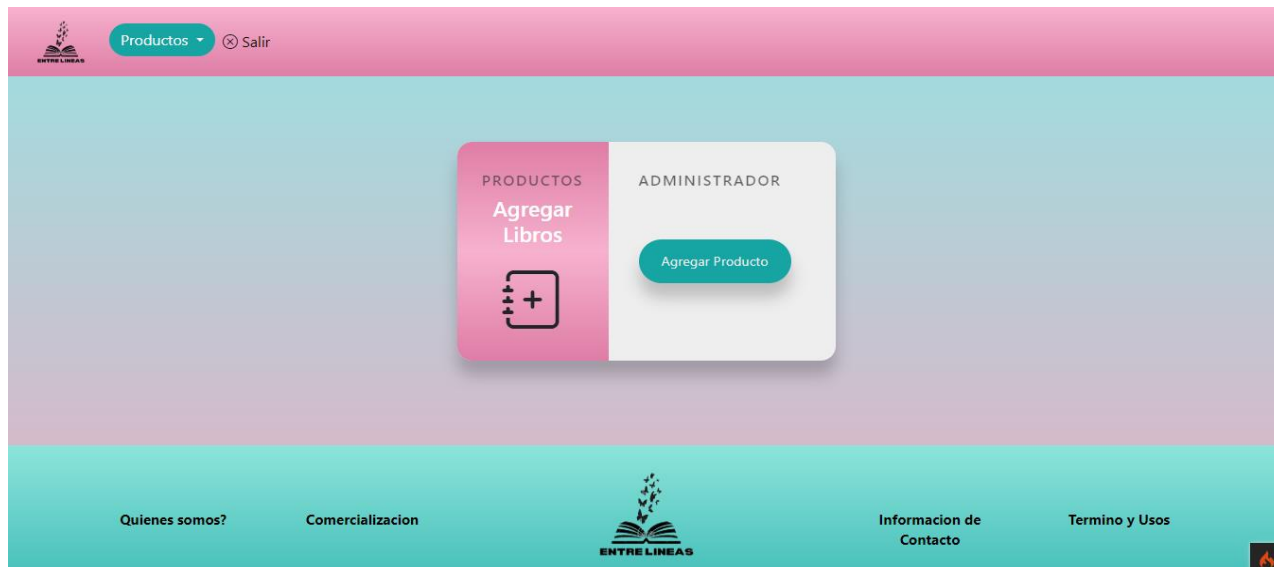 ENTRE LINEAS
Productos
Salir
PRODUCTOS
Agregar
Libros
ADMINISTRADOR
Agregar Producto
Quienes somos?
Comercializacion
ENTRE LINEAS
Informacion de
Contacto
Termino y Usos